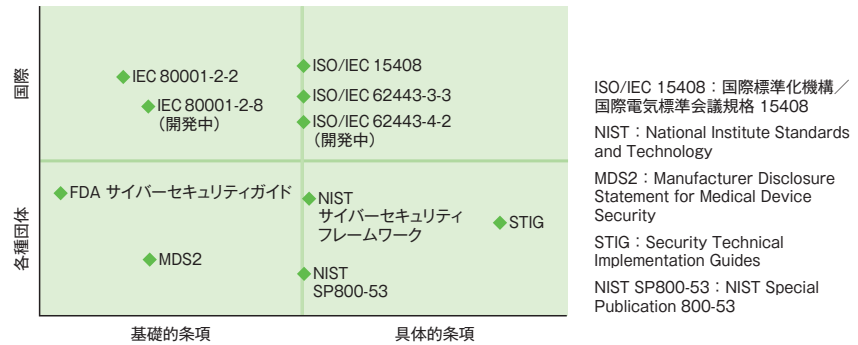 国際
IEC 80001-2-2
IEC 80001-2-8
（開発中）
ISO/IEC 15408
ISO/IEC 62443-3-3
ISO/IEC 62443-4-2
（開発中）
各種団体
FDA サイバーセキュリティガイド
MDS2
NIST
サイバーセキュリティ
フレームワーク
STIG
NIST
SP800-53
基礎的条項
具体的条項
ISO/IEC 15408：国際標準化機構／
国際電気標準会議規格 15408
NIST：National Institute Standards
and Technology
MDS2：Manufacturer Disclosure
Statement for Medical Device
Security
STIG：Security Technical
Implementation Guides
NIST SP800-53：NIST Special
Publication 800-53